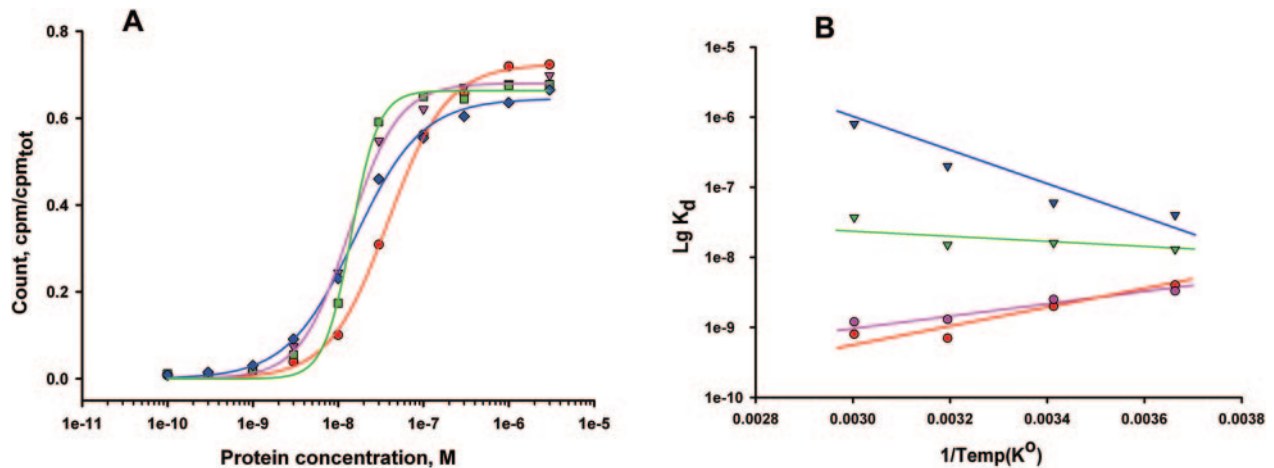 A
Count, cpm/cpmtot
0.8
0.6
0.4
0.2
0.0
1e-11 1e-10 1e-9 1e-8 1e-7 1e-6 1e-5
Protein concentration, M
B
Lg Kd
1e-5
1e-6
1e-7
1e-8
1e-9
1e-10
0.0028 0.0030 0.0032 0.0034 0.0036 0.0038
1/Temp(KO)